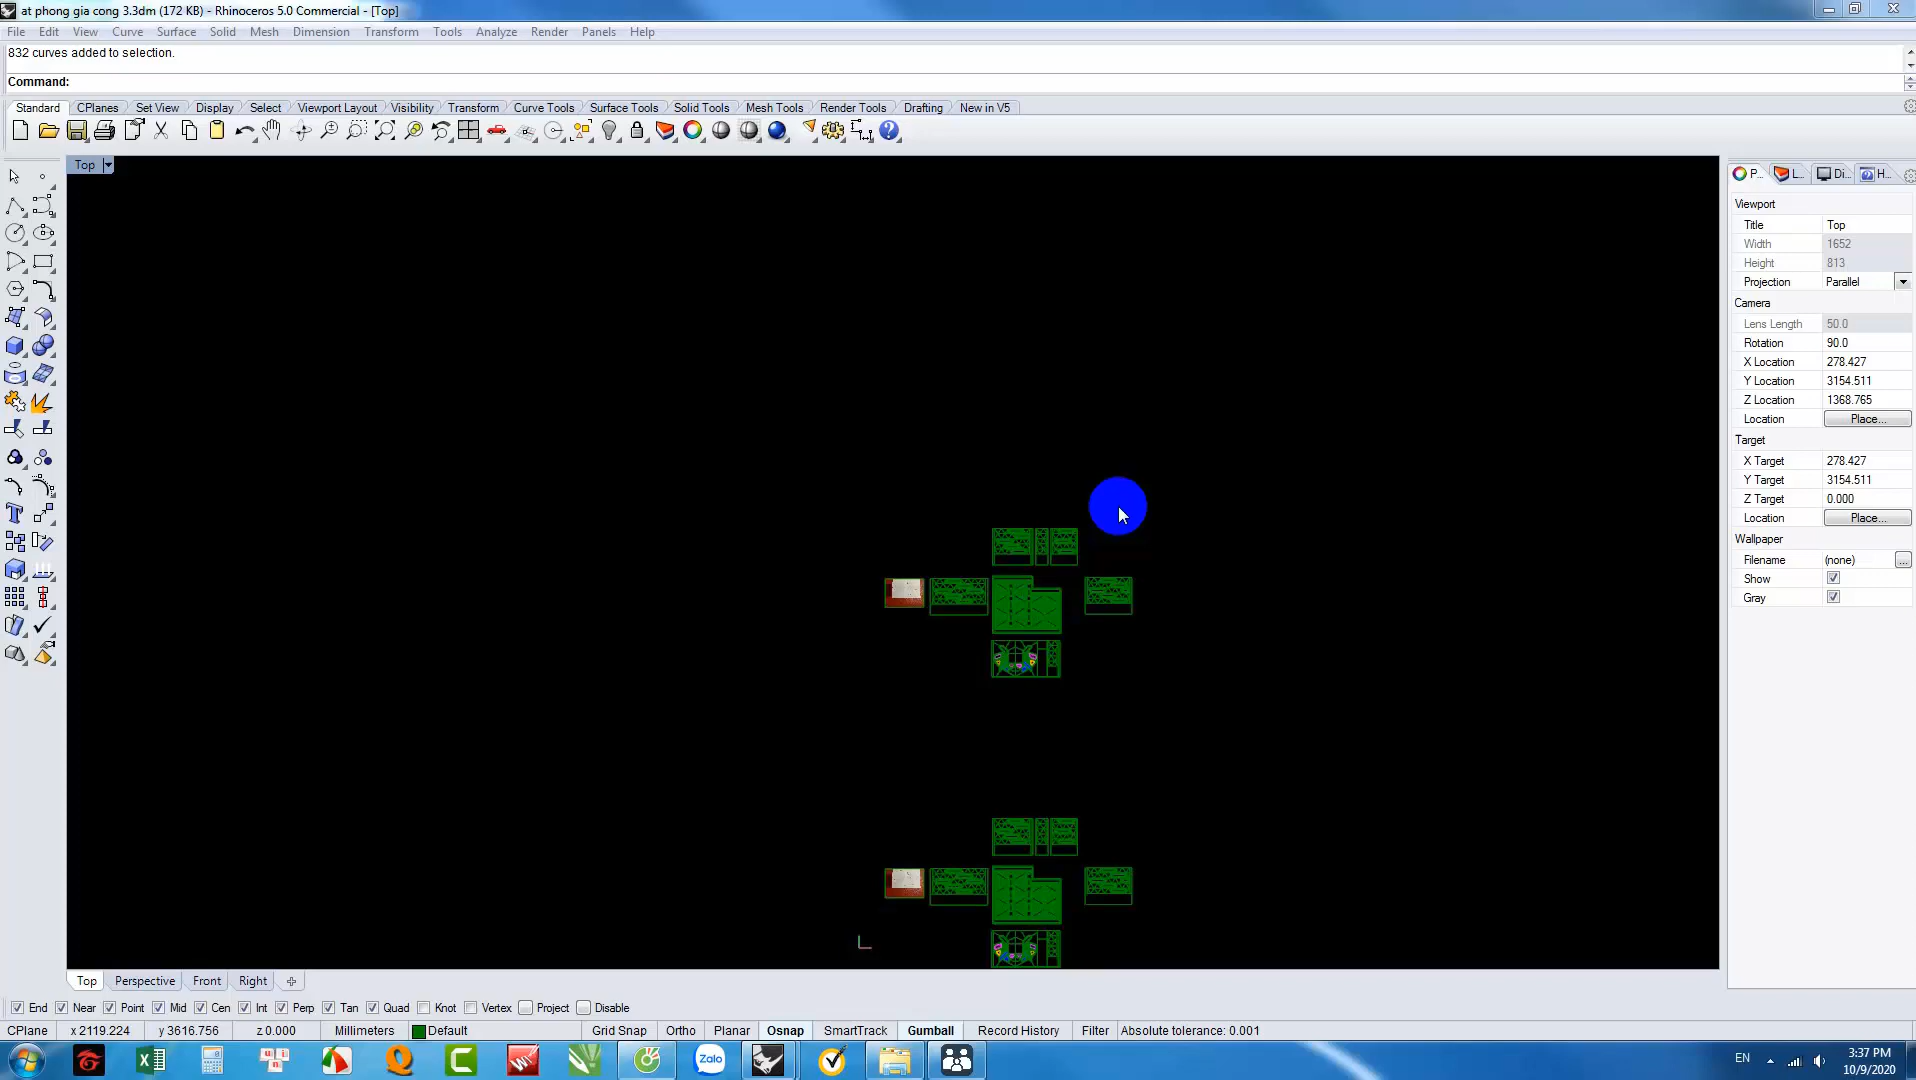 at phong gia cong 3.3dm (172 KB) - Rhinoceros 5.0 Commercial - [Top]
File Edit View Curve Surface Solid Mesh Dimension Transform Tools Analyze Render Panels Help
832 curves added to selection.
Command:
Standard CPlanes Set View Display Select Viewport Layout Visibility Transform Curve Tools Surface Tools Solid Tools Mesh Tools Render Tools Drafting New in V5
Top
P... L... Di... H...
Viewport
Title Top
Width 1652
Height 813
Projection Parallel
Camera
Lens Length 50.0
Rotation 90.0
X Location 278.427
Y Location 3154.511
Z Location 1368.765
Location Place...
Target
X Target 278.427
Y Target 3154.511
Z Target 0.000
Location Place...
Wallpaper
Filename (none) ...
Show
Gray
Top Perspective Front Right
End Near Point Mid Cen Int Perp Tan Quad Knot Vertex Project Disable
CPlane x 2119.224 y 3616.756 z 0.000 Millimeters Default Grid Snap Ortho Planar Osnap SmartTrack Gumball Record History Filter Absolute tolerance: 0.001
Zalo
EN
3:37 PM
10/9/2020